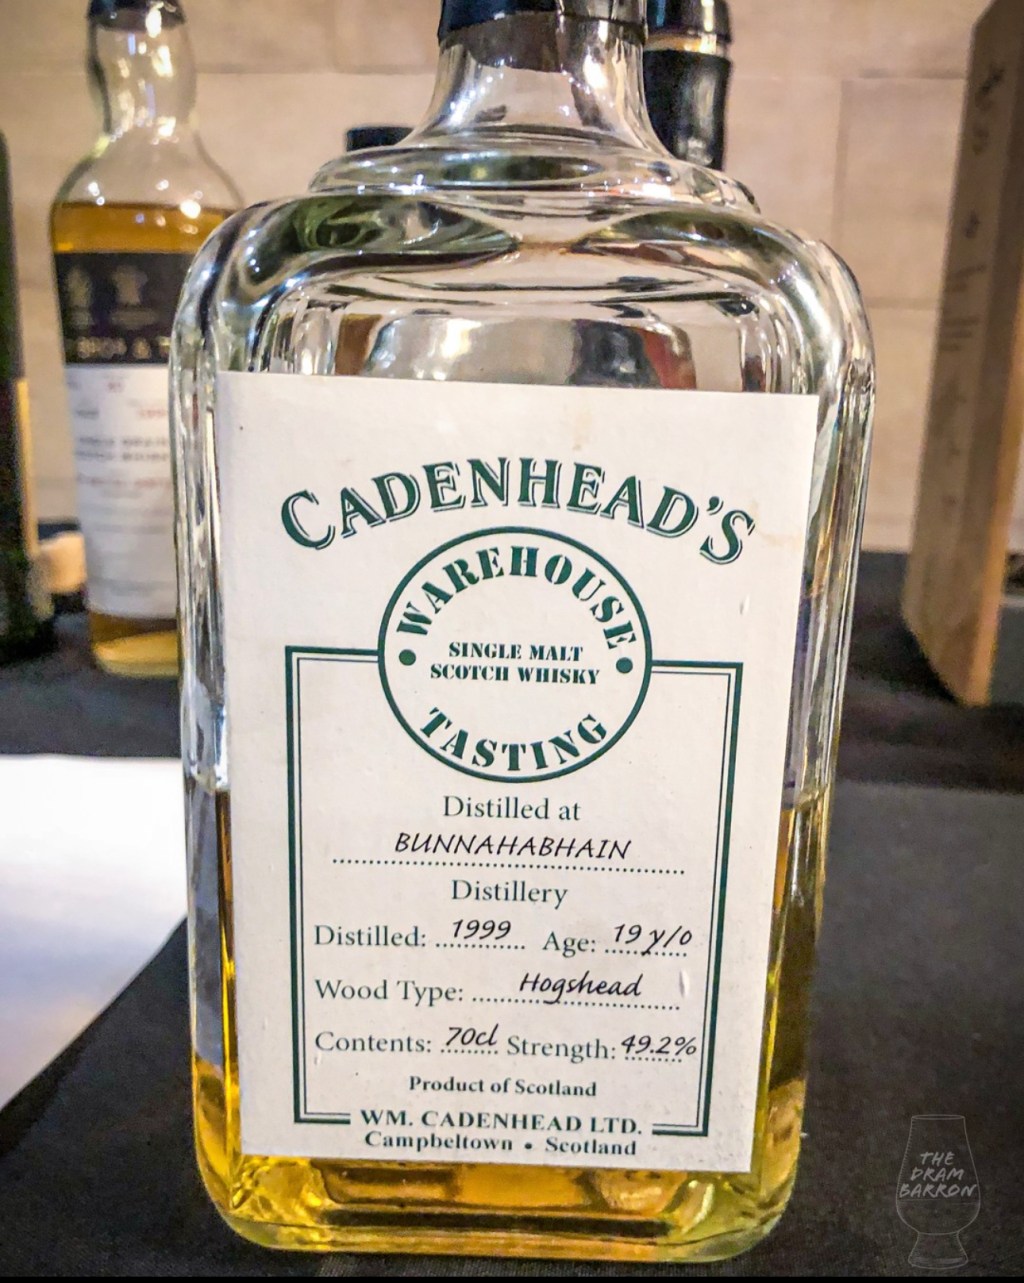 CADENHEAD'S
WAREHOUSE
SINGLE MALT
SCOTCH WHISKY
TASTING
Distilled at
BUNNAHABHAIN
Distillery
Distilled: 1999 Age: 19 y/o
Wood Type: Hogshead
Contents: 70cl Strength: 49.2%
Product of Scotland
WM. CADENHEAD LTD.
Campbeltown • Scotland
THE
DRAM
BARRON